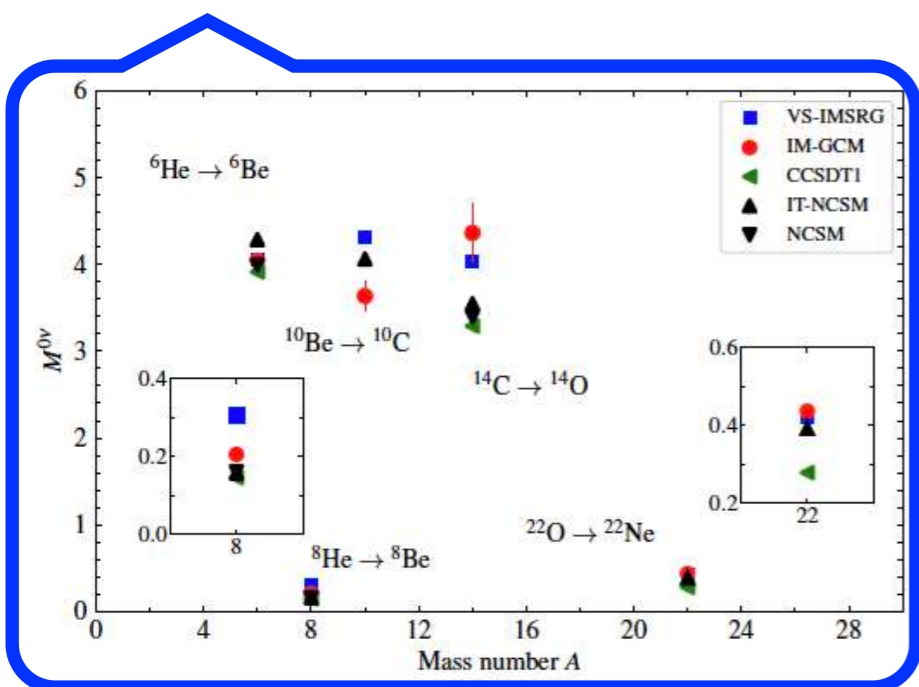 6
VS-IMSRG
IM-GCM
⁶He → ⁶Be
5
CCSDT1
IT-NCSM
NCSM
4
¹⁰Be → ¹⁰C
3
M⁰ᵛ
¹⁴C → ¹⁴O
0.4
0.6
2
0.2
0.4
0.0
0.2
8
22
1
⁸He → ⁸Be
²²O → ²²Ne
0
0 4 8 12 16 20 24 28
Mass number A